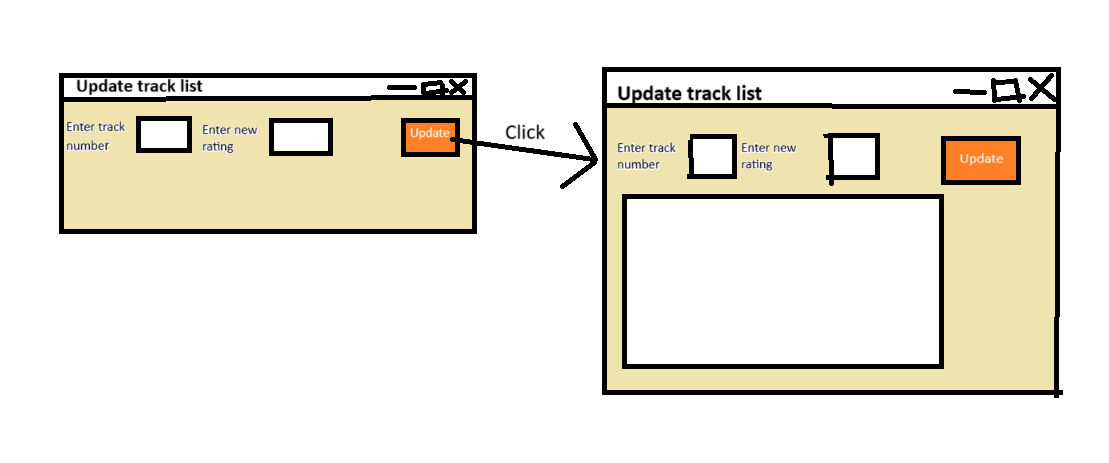 Update track list
Enter track
number
Enter new
rating
Update
Click
Update track list
Enter track
number
Enter new
rating
Update